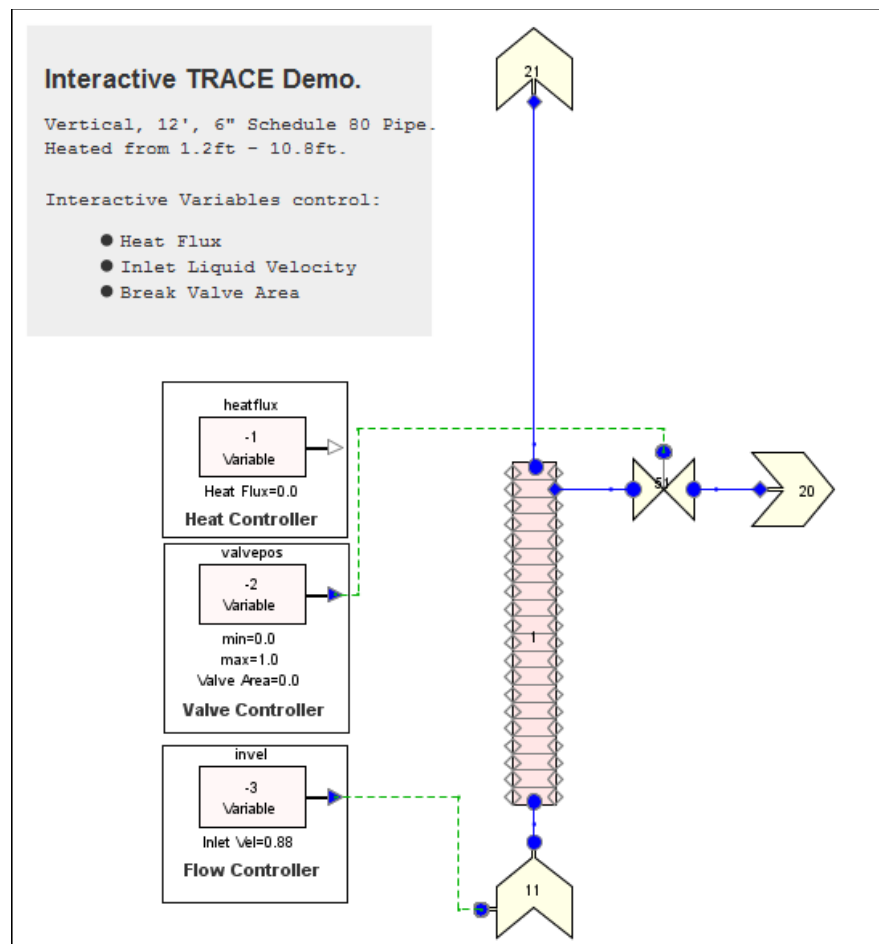 Interactive TRACE Demo.
Vertical, 12', 6" Schedule 80 Pipe.
Heated from 1.2ft – 10.8ft.
Interactive Variables control:
● Heat Flux
● Inlet Liquid Velocity
● Break Valve Area
21
heatflux
-1
Variable
Heat Flux=0.0
Heat Controller
valvepos
-2
Variable
min=0.0
max=1.0
Valve Area=0.0
Valve Controller
invel
-3
Variable
Inlet Vel=0.88
Flow Controller
51
20
1
11